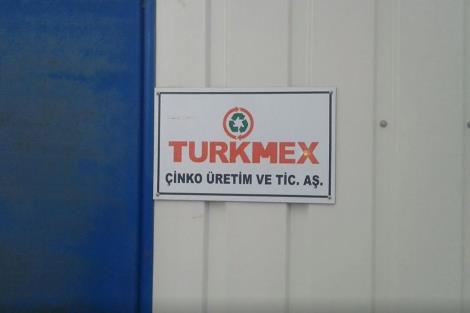 TURKMEX
ÇİNKO ÜRETİM VE TİC. AŞ.